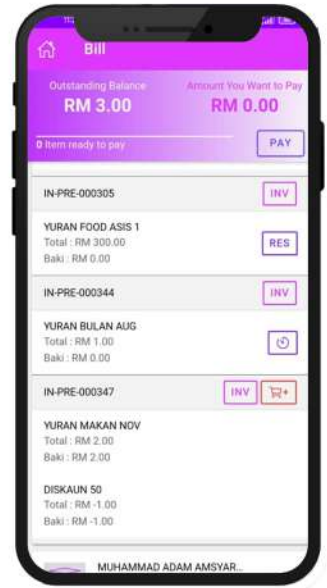 Bill
Outstanding Balance
Amount You Want to Pay
RM 3.00
RM 0.00
0 Item ready to pay
PAY
IN-PRE-000305
INV
YURAN FOOD ASIS 1
Total : RM 300.00
RES
Baki : RM 0.00
IN-PRE-000344
INV
YURAN BULAN AUG
Total : RM 1.00
Baki : RM 0.00
IN-PRE-000347
INV
YURAN MAKAN NOV
Total : RM 2.00
Baki : RM 2.00
DISKAUN 50
Total : RM -1.00
Baki : RM -1.00
MUHAMMAD ADAM AMSYAR...